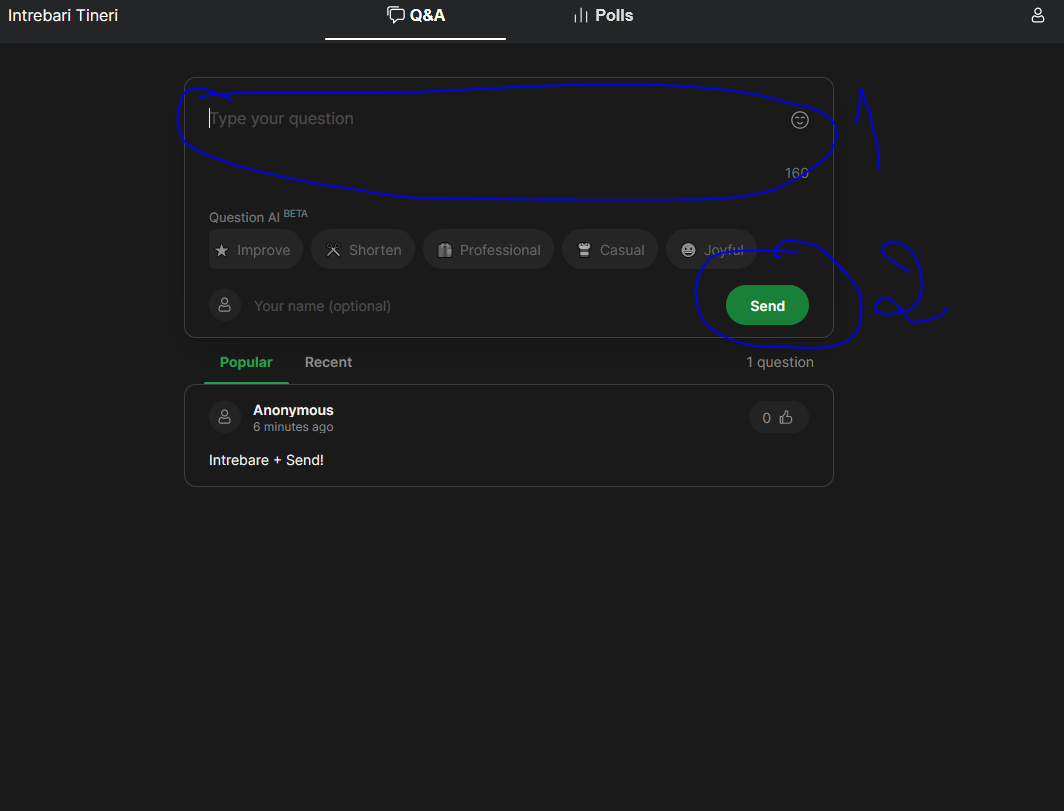 Intrebari Tineri
Q&A
Polls
Type your question
1
160
Question AI BETA
Improve Shorten Professional Casual Joyful
2
Your name (optional)
Send
Popular Recent 1 question
Anonymous
6 minutes ago
0
Intrebare + Send!